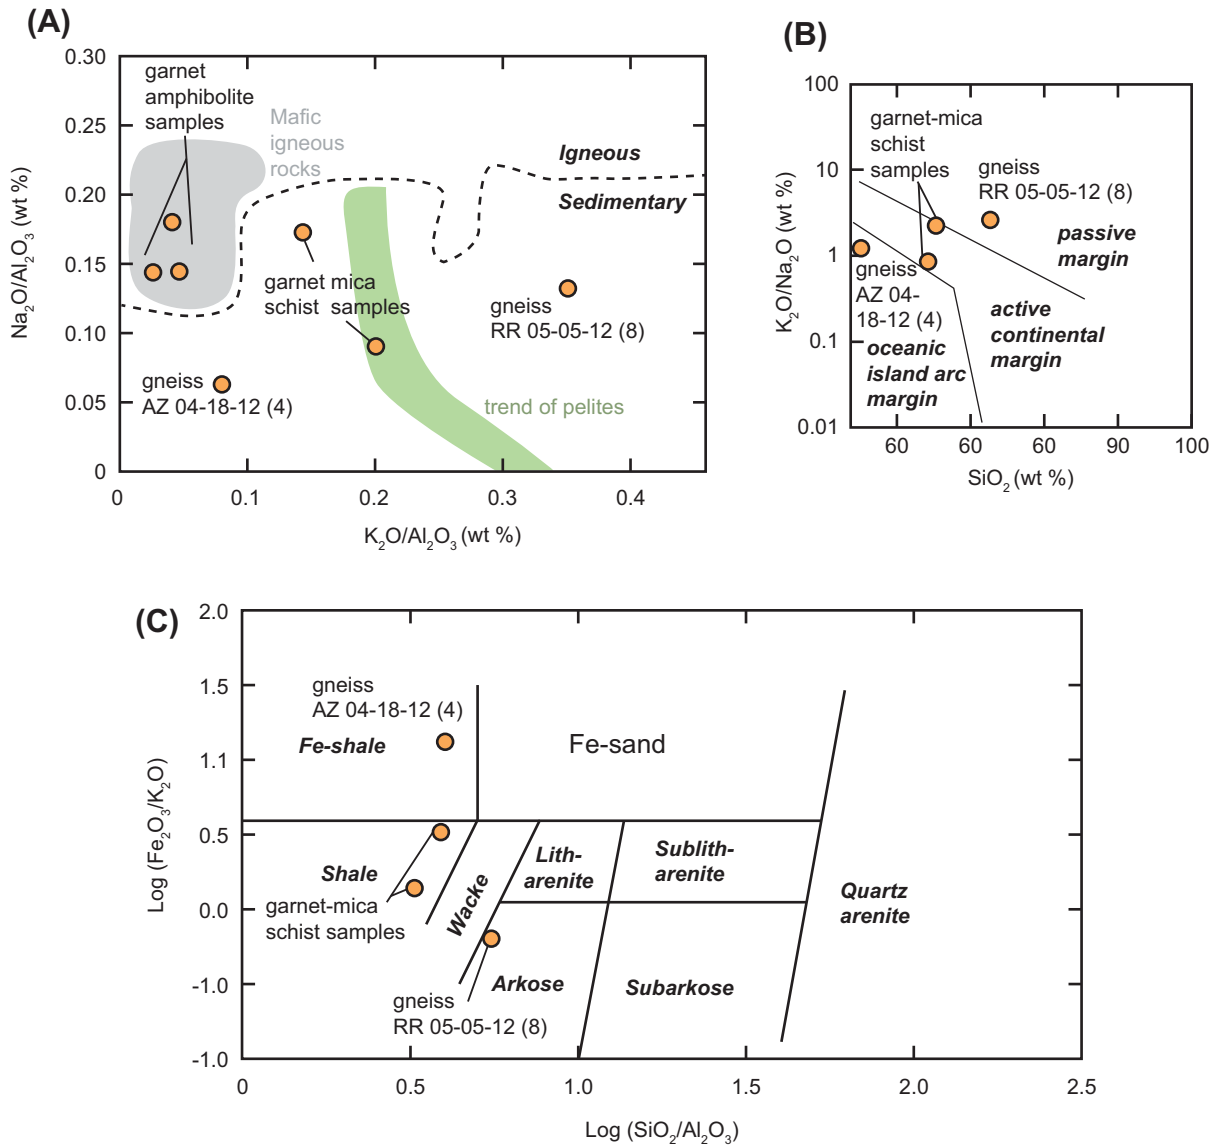 (A)
0.30
0.25
0.20
0.15
0.10
0.05
0
Na2O/Al2O3 (wt %)
garnet
amphibolite
samples
Mafic
igneous
rocks
Igneous
Sedimentary
garnet mica
schist samples
gneiss
RR 05-05-12 (8)
gneiss
AZ 04-18-12 (4)
trend of pelites
0 0.1 0.2 0.3 0.4
K2O/Al2O3 (wt %)
(B)
100
10
1
0.1
0.01
K2O/Na2O (wt %)
garnet-mica
schist
samples
gneiss
RR 05-05-12 (8)
passive
margin
gneiss
AZ 04-
18-12 (4)
active
continental
margin
oceanic
island arc
margin
60 60 60 90 100
SiO2 (wt %)
(C)
2.0
1.5
1.1
0.5
0.0
-1.0
-1.0
Log (Fe2O3/K2O)
gneiss
AZ 04-18-12 (4)
Fe-shale
Fe-sand
Shale
garnet-mica
schist samples
Wacke
Lith-
arenite
Sublith-
arenite
Quartz
arenite
Arkose
Subarkose
gneiss
RR 05-05-12 (8)
0 0.5 1.0 1.5 2.0 2.5
Log (SiO2/Al2O3)